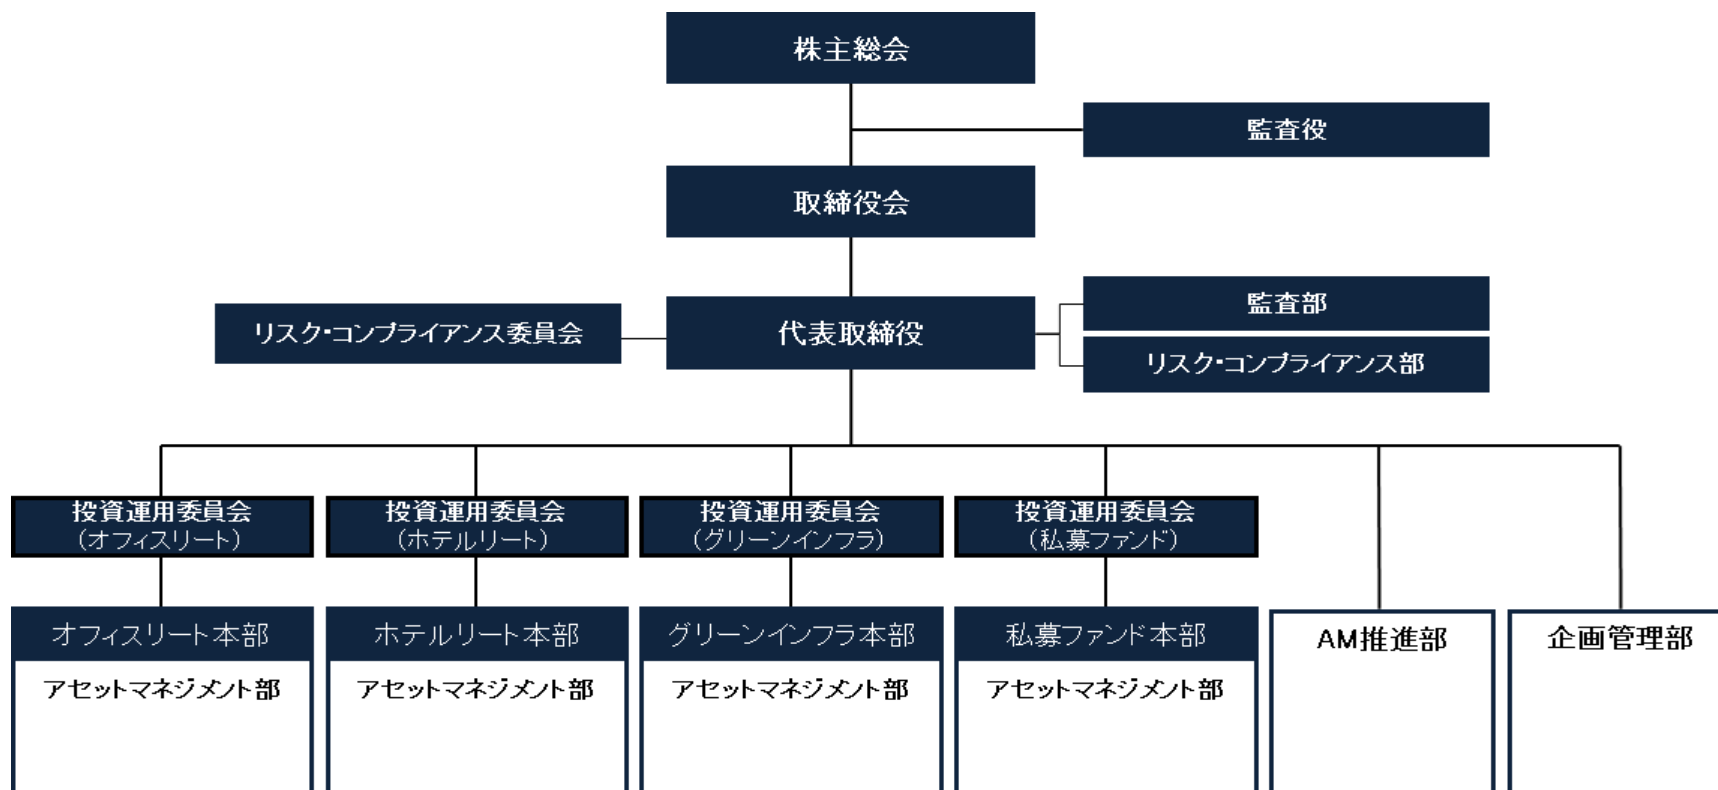 株主総会
監査役
取締役会
監査部
リスク・コンプライアンス委員会
代表取締役
リスク・コンプライアンス部
投資運用委員会
(オフィスリート)
投資運用委員会
(ホテルリート)
投資運用委員会
(グリーンインフラ)
投資運用委員会
(私募ファンド)
オフィスリート本部
ホテルリート本部
グリーンインフラ本部
私募ファンド本部
AM推進部
企画管理部
アセットマネジメント部
アセットマネジメント部
アセットマネジメント部
アセットマネジメント部